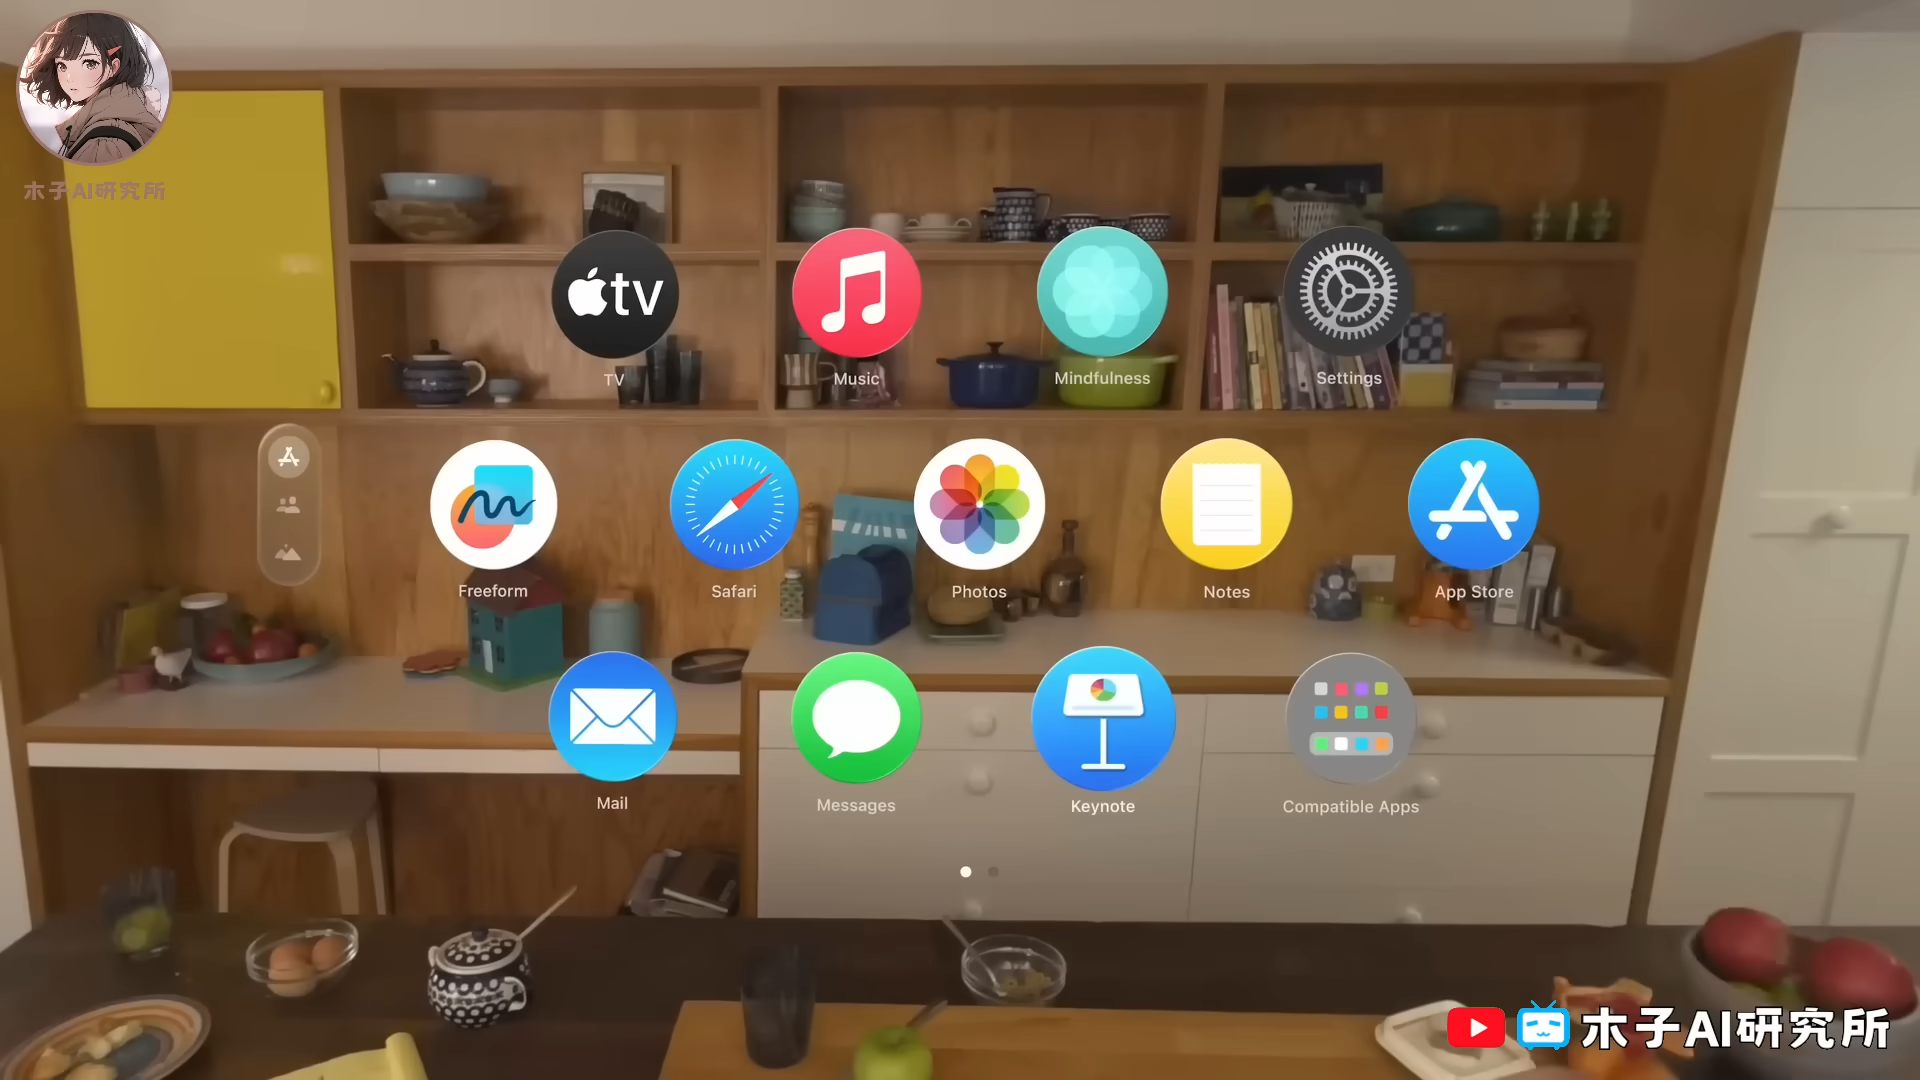 木子AI研究所
tv
TV
Music
Mindfulness
Settings
Freeform
Safari
Photos
Notes
App Store
Mail
Messages
Keynote
Compatible Apps
木子AI研究所